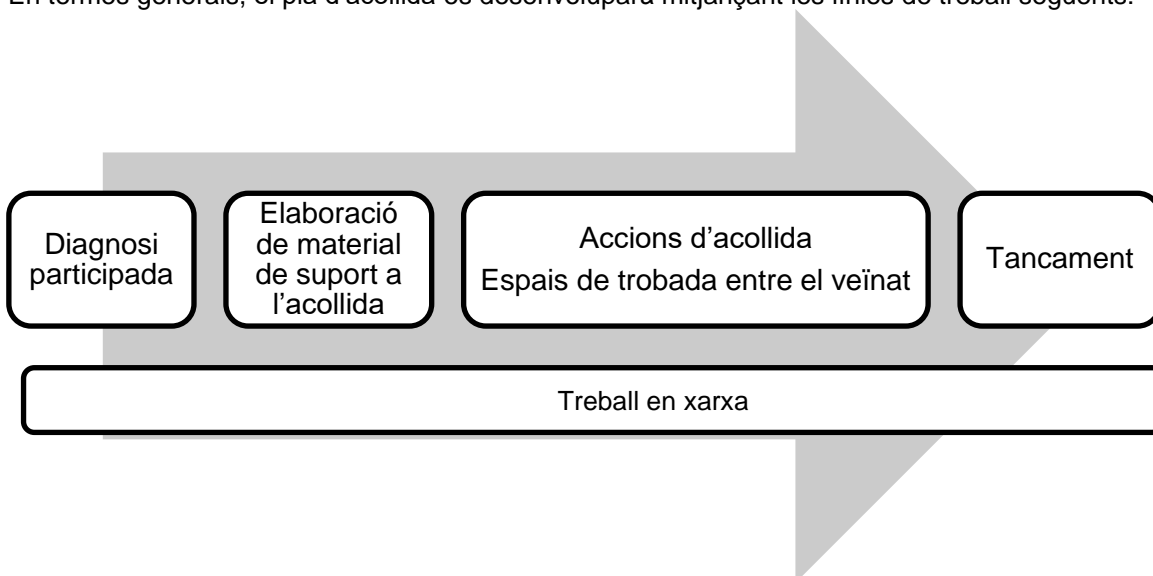 En termes generals, el pla d'acollida es desenvoluparà mitjançant les línies de treball següents:
Diagnosi
participada
Elaboració
de material
de suport a
l’acollida
Accions d’acollida
Espais de trobada entre el veïnat
Tancament
Treball en xarxa